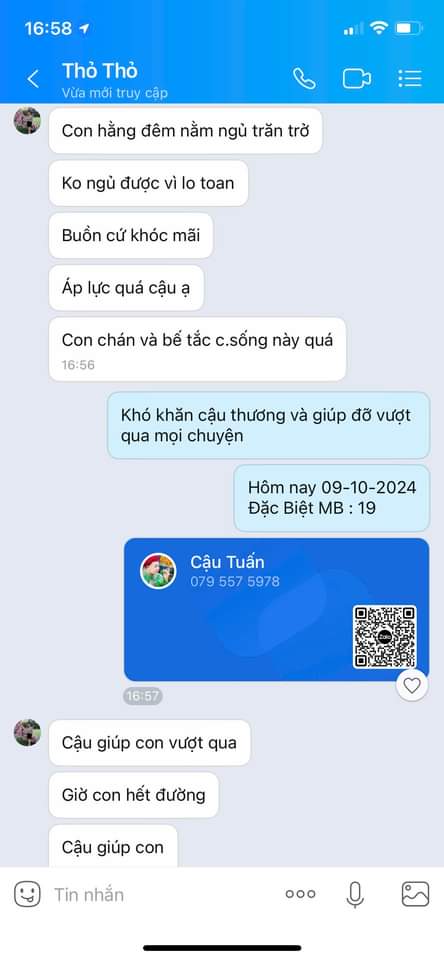 16:58
Thỏ Thỏ
Vừa mới truy cập
Con hằng đêm nằm ngủ trăn trở
Ko ngủ được vì lo toan
Buồn cứ khóc mãi
Áp lực quá cậu ạ
Con chán và bế tắc c.sống này quá
16:56
Khó khăn cậu thương và giúp đỡ vượt
qua mọi chuyện
Hôm nay 09-10-2024
Đặc Biệt MB : 19
Cậu Tuấn
079 557 5978
Zalo
16:57
Cậu giúp con vượt qua
Giờ con hết đường
Cậu giúp con
Tin nhắn